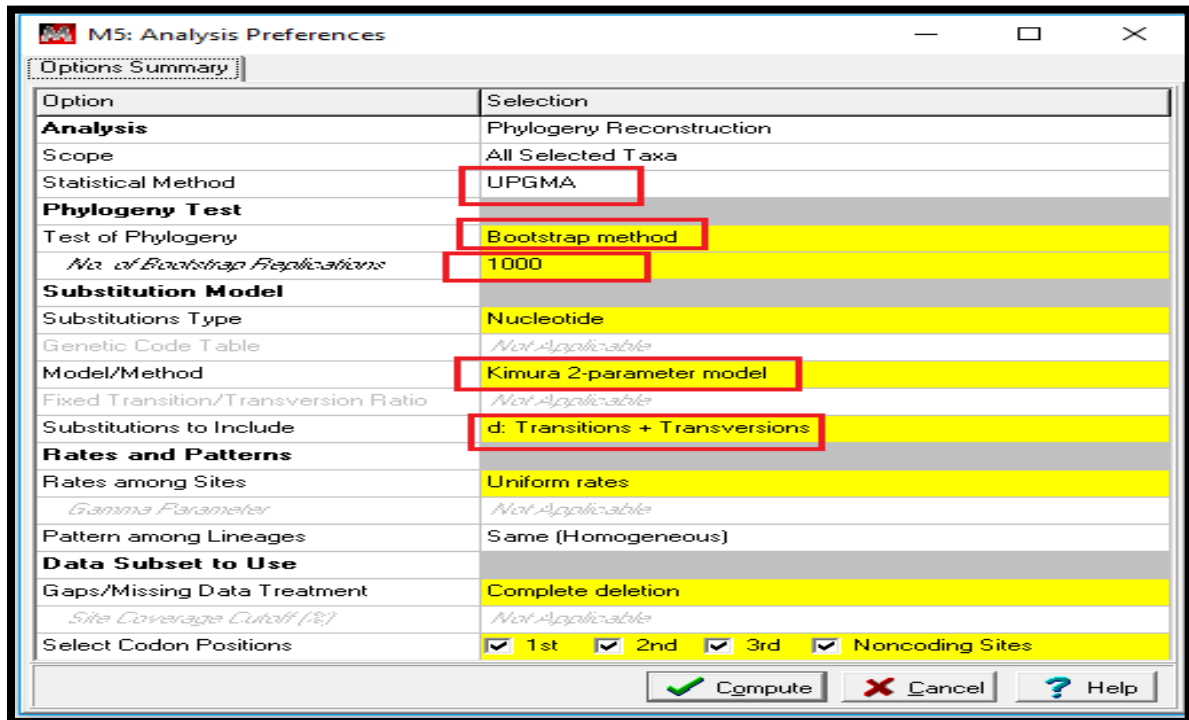 M5: Analysis Preferences
Options Summary
Option Selection
Analysis Phylogeny Reconstruction
Scope All Selected Taxa
Statistical Method UPGMA
Phylogeny Test
Test of Phylogeny Bootstrap method
No. of Bootstrap Replications 1000
Substitution Model
Substitutions Type Nucleotide
Genetic Code Table Not Applicable
Model/Method Kimura 2-parameter model
Fixed Transition/Transversion Ratio Not Applicable
Substitutions to Include d: Transitions + Transversions
Rates and Patterns
Rates among Sites Uniform rates
Gamma Parameter Not Applicable
Pattern among Lineages Same (Homogeneous)
Data Subset to Use
Gaps/Missing Data Treatment Complete deletion
Site Coverage Cutoff (%) Not Applicable
Select Codon Positions 1st 2nd 3rd Noncoding Sites
Compute Cancel ? Help